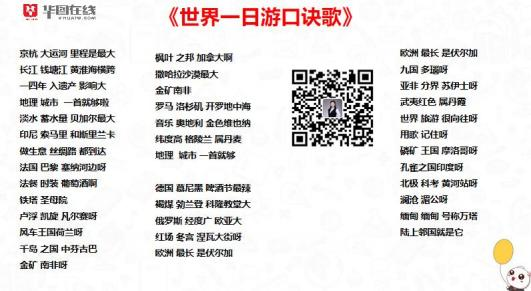 华图在线
《世界一日游口诀歌》
京杭 大运河 里程是最大
长江 钱塘江 黄淮海横跨
一四年 入遗产 影响大
地理 城市 一首就够啦
淡水 蓄水量 贝加尔最大
印尼 索马里 和斯里兰卡
做生意 丝绸路 都到达
法国 巴黎 塞纳河边呀
法餐 时装 葡萄酒啊
铁塔 圣母院
卢浮 凯旋 凡尔赛呀
风车王国荷兰呀
千岛 之国 中芬古巴
金矿 南非呀
枫叶 之邦 加拿大啊
撒哈拉沙漠最大
金矿南非
罗马 洛杉矶 开罗地中海
音乐 奥地利 金色维也纳
纬度高 格陵兰 属丹麦
地理 城市 一首就够
德国 慕尼黑 啤酒节最辣
褐煤 勃兰登 科隆教堂大
俄罗斯 经度广 欧亚大
红场 冬宫 涅瓦大街呀
欧洲 最长 是伏尔加
欧洲 最长 是伏尔加
九国 多瑙呀
亚非 分界 苏伊士呀
武夷红色 属丹霞
世界 旅游 很向往呀
用歌 记住呀
磷矿 王国 摩洛哥呀
孔雀之国印度呀
北极 科考 黄河站呀
澜沧 湄公呀
缅甸 缅甸 号称万塔
陆上邻国就是它